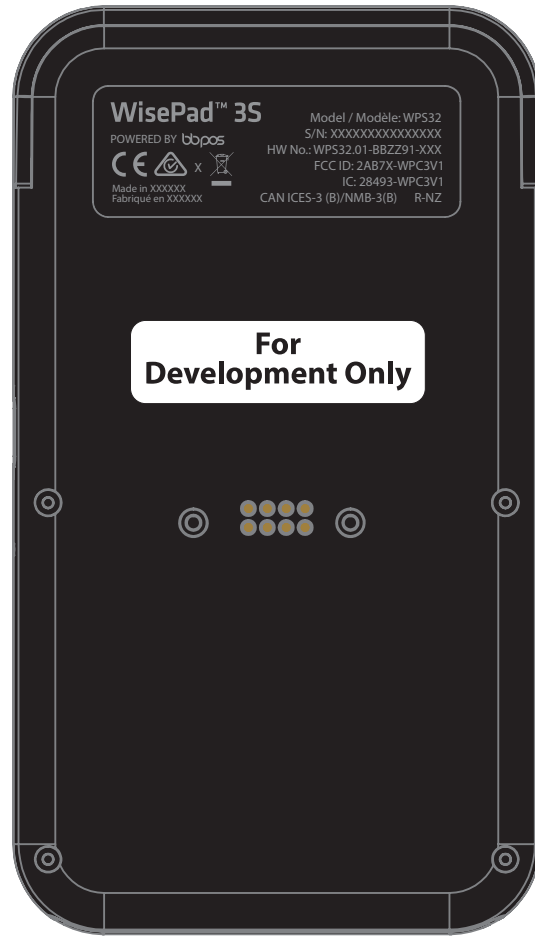 WisePad™ 3S
POWERED BY bbpos
CE x
Made in XXXXXX
Fabriqué en XXXXXX
Model / Modèle: WPS32
S/N: XXXXXXXXXXXXXXX
HW No.: WPS32.01-BBZZ91-XXX
FCC ID: 2AB7X-WPC3V1
IC: 28493-WPC3V1
CAN ICES-3 (B)/NMB-3(B) R-NZ
For
Development Only